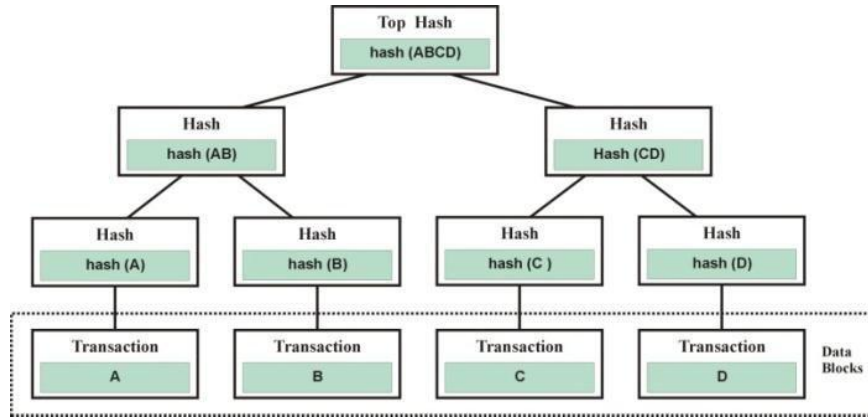 Top Hash
hash (ABCD)
Hash
hash (AB)
Hash
Hash (CD)
Hash
hash (A)
Hash
hash (B)
Hash
hash (C )
Hash
hash (D)
Transaction
A
Transaction
B
Transaction
C
Transaction
D
Data
Blocks